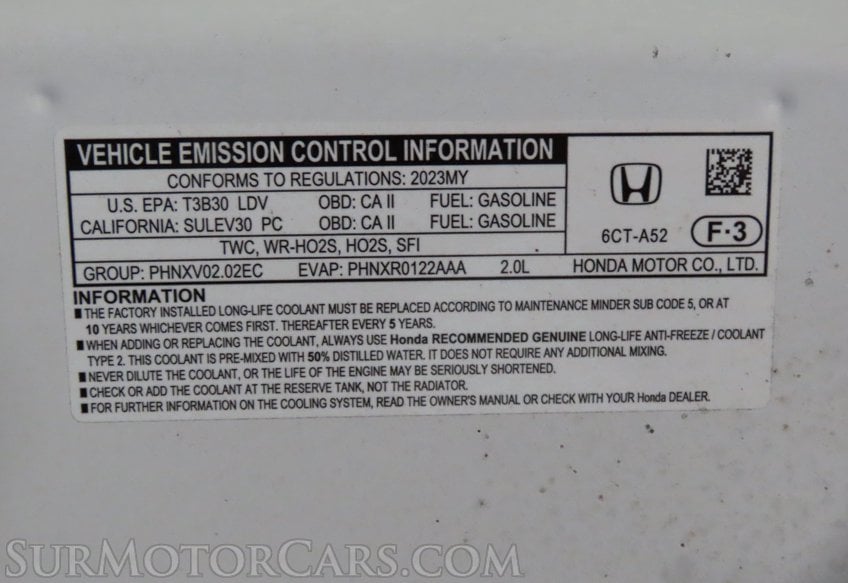 VEHICLE EMISSION CONTROL INFORMATION
CONFORMS TO REGULATIONS: 2023MY
U.S. EPA: T3B30 LDV OBD: CA II FUEL: GASOLINE
CALIFORNIA: SULEV30 PC OBD: CA II FUEL: GASOLINE
TWC, WR-HO2S, HO2S, SFI
6CT-A52 F·3
GROUP: PHNXV02.02EC EVAP: PHNXR0122AAA 2.0L HONDA MOTOR CO., LTD.
INFORMATION
■ THE FACTORY INSTALLED LONG-LIFE COOLANT MUST BE REPLACED ACCORDING TO MAINTENANCE MINDER SUB CODE 5, OR AT
10 YEARS WHICHEVER COMES FIRST. THEREAFTER EVERY 5 YEARS.
■ WHEN ADDING OR REPLACING THE COOLANT, ALWAYS USE Honda RECOMMENDED GENUINE LONG-LIFE ANTI-FREEZE / COOLANT
TYPE 2. THIS COOLANT IS PRE-MIXED WITH 50% DISTILLED WATER. IT DOES NOT REQUIRE ANY ADDITIONAL MIXING.
■ NEVER DILUTE THE COOLANT, OR THE LIFE OF THE ENGINE MAY BE SERIOUSLY SHORTENED.
■ CHECK OR ADD THE COOLANT AT THE RESERVE TANK, NOT THE RADIATOR.
■ FOR FURTHER INFORMATION ON THE COOLING SYSTEM, READ THE OWNER'S MANUAL OR CHECK WITH YOUR Honda DEALER.
SURMOTORCARS.COM